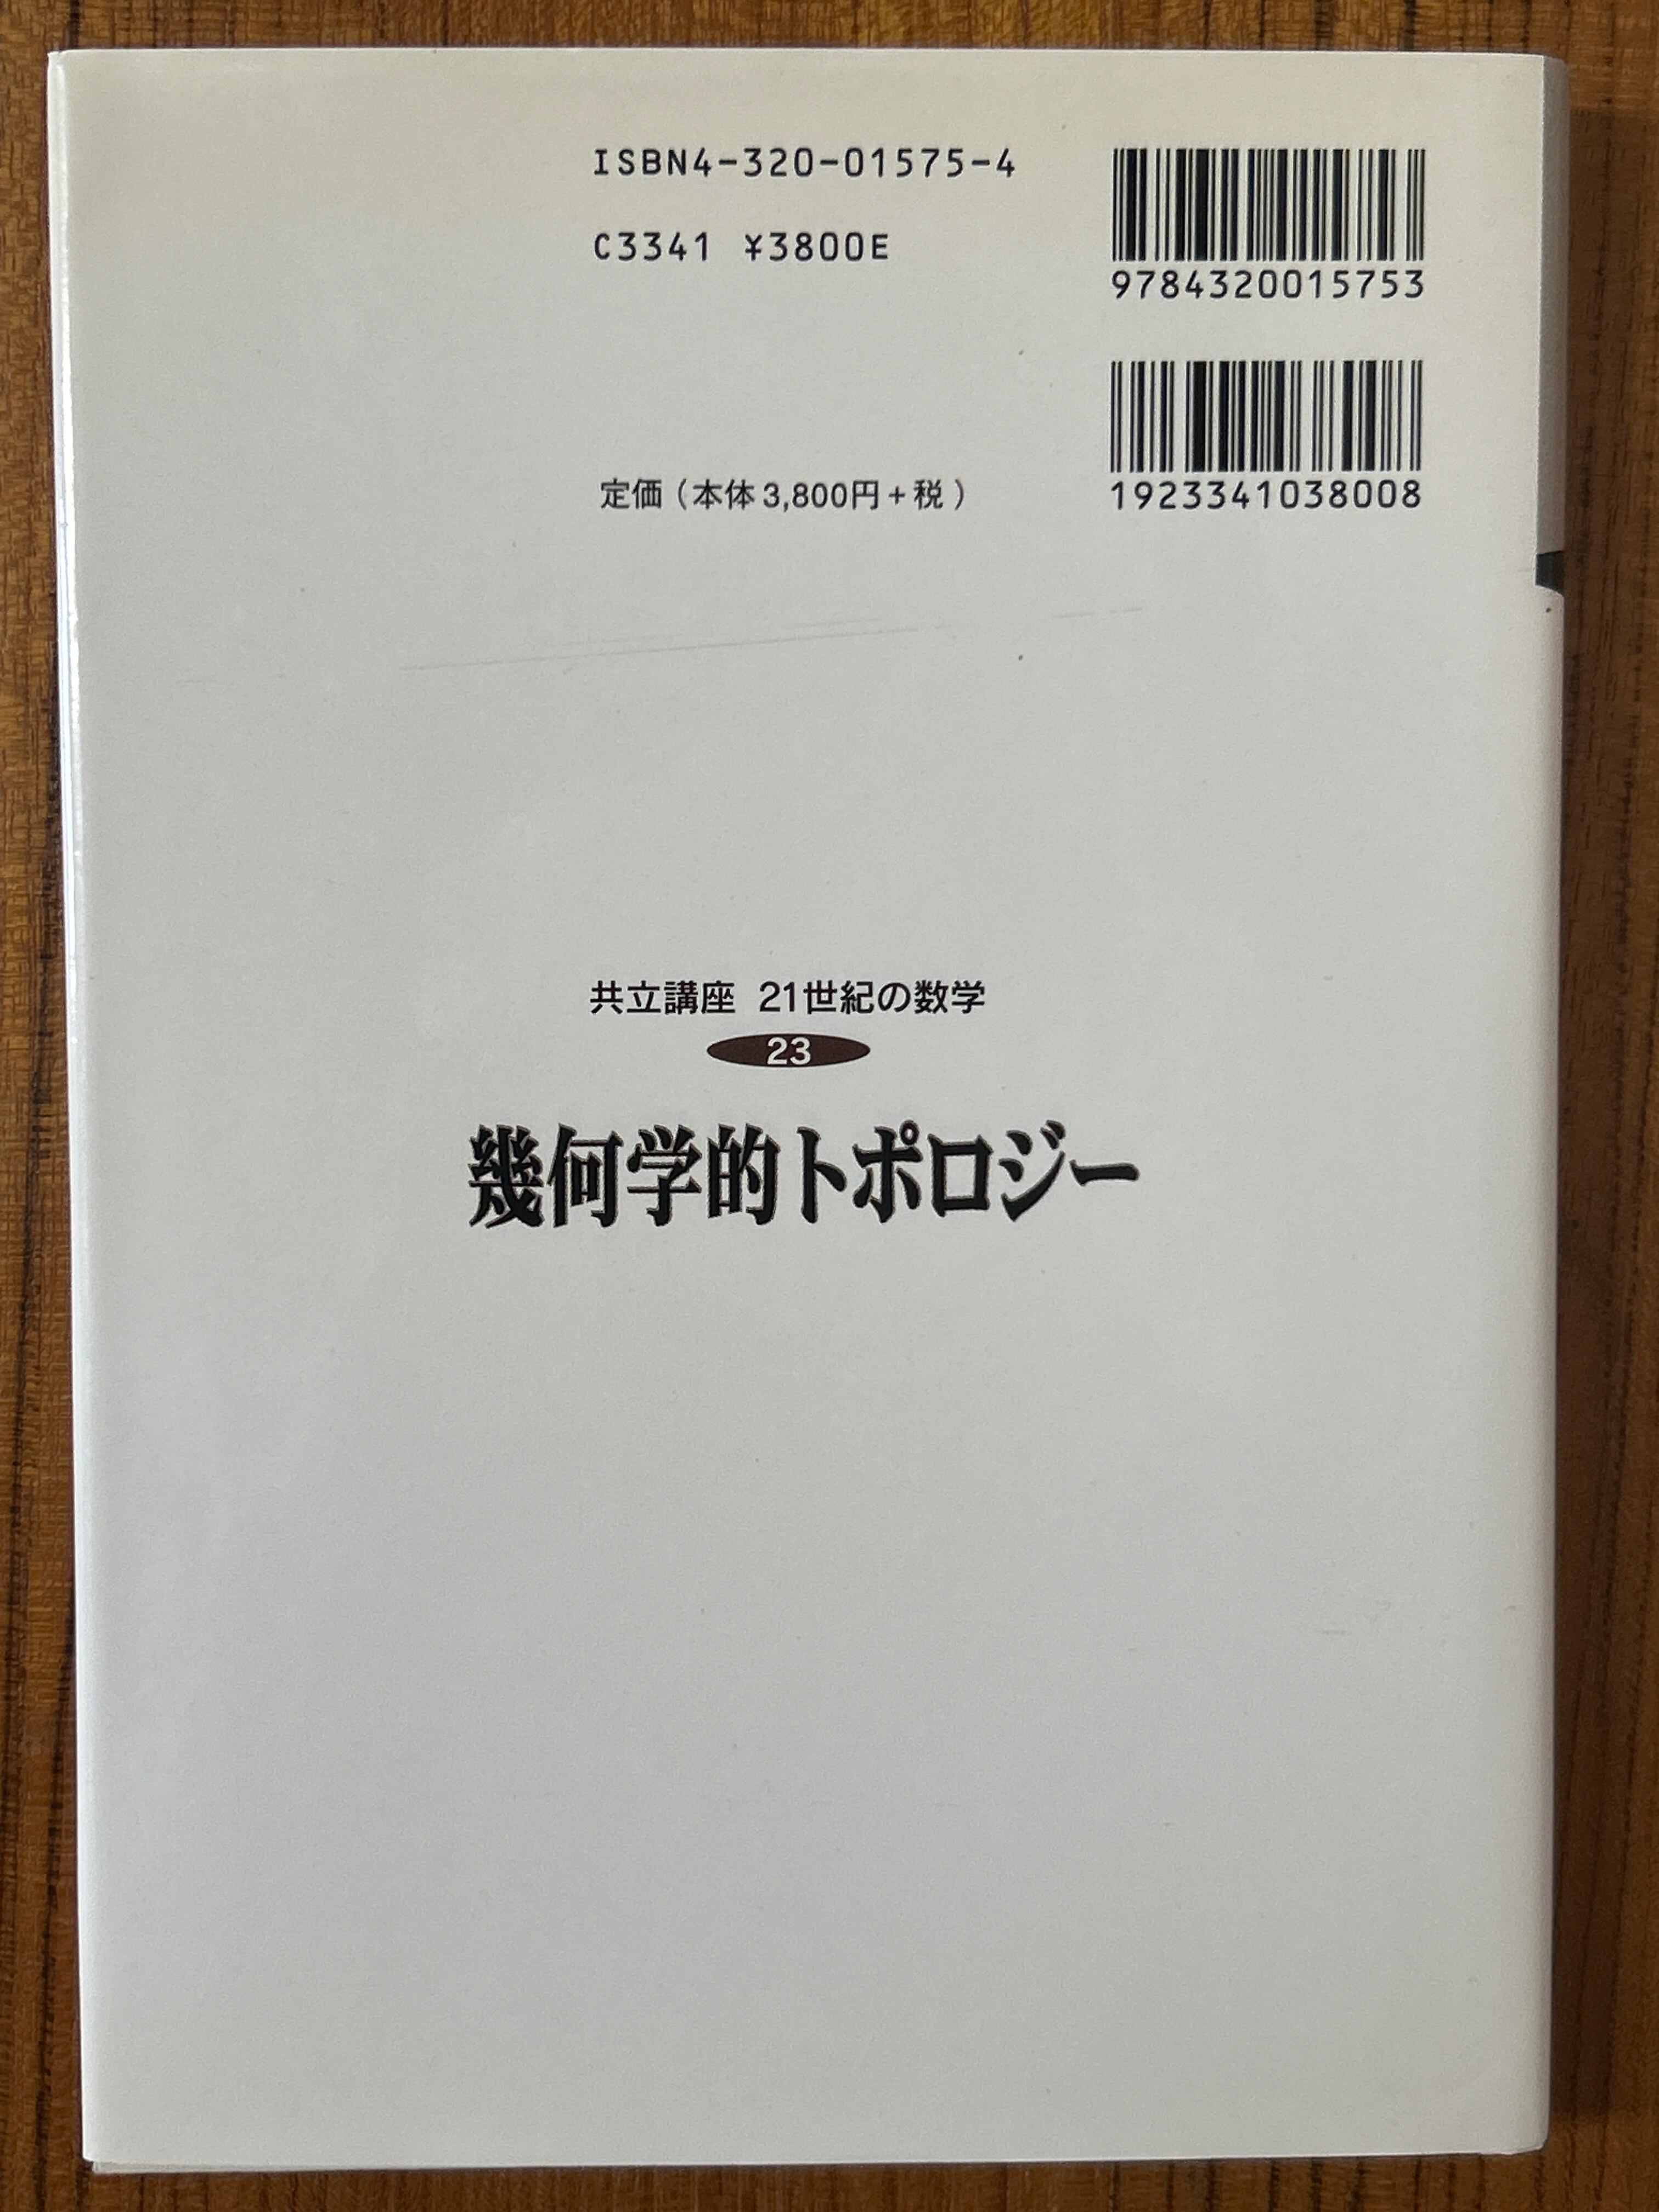 ISBN4-320-01575-4
C3341 ¥3800E
9784320015753
定価（本体3,800円＋税）
1923341038008
共立講座 21世紀の数学
23
幾何学的トポロジー